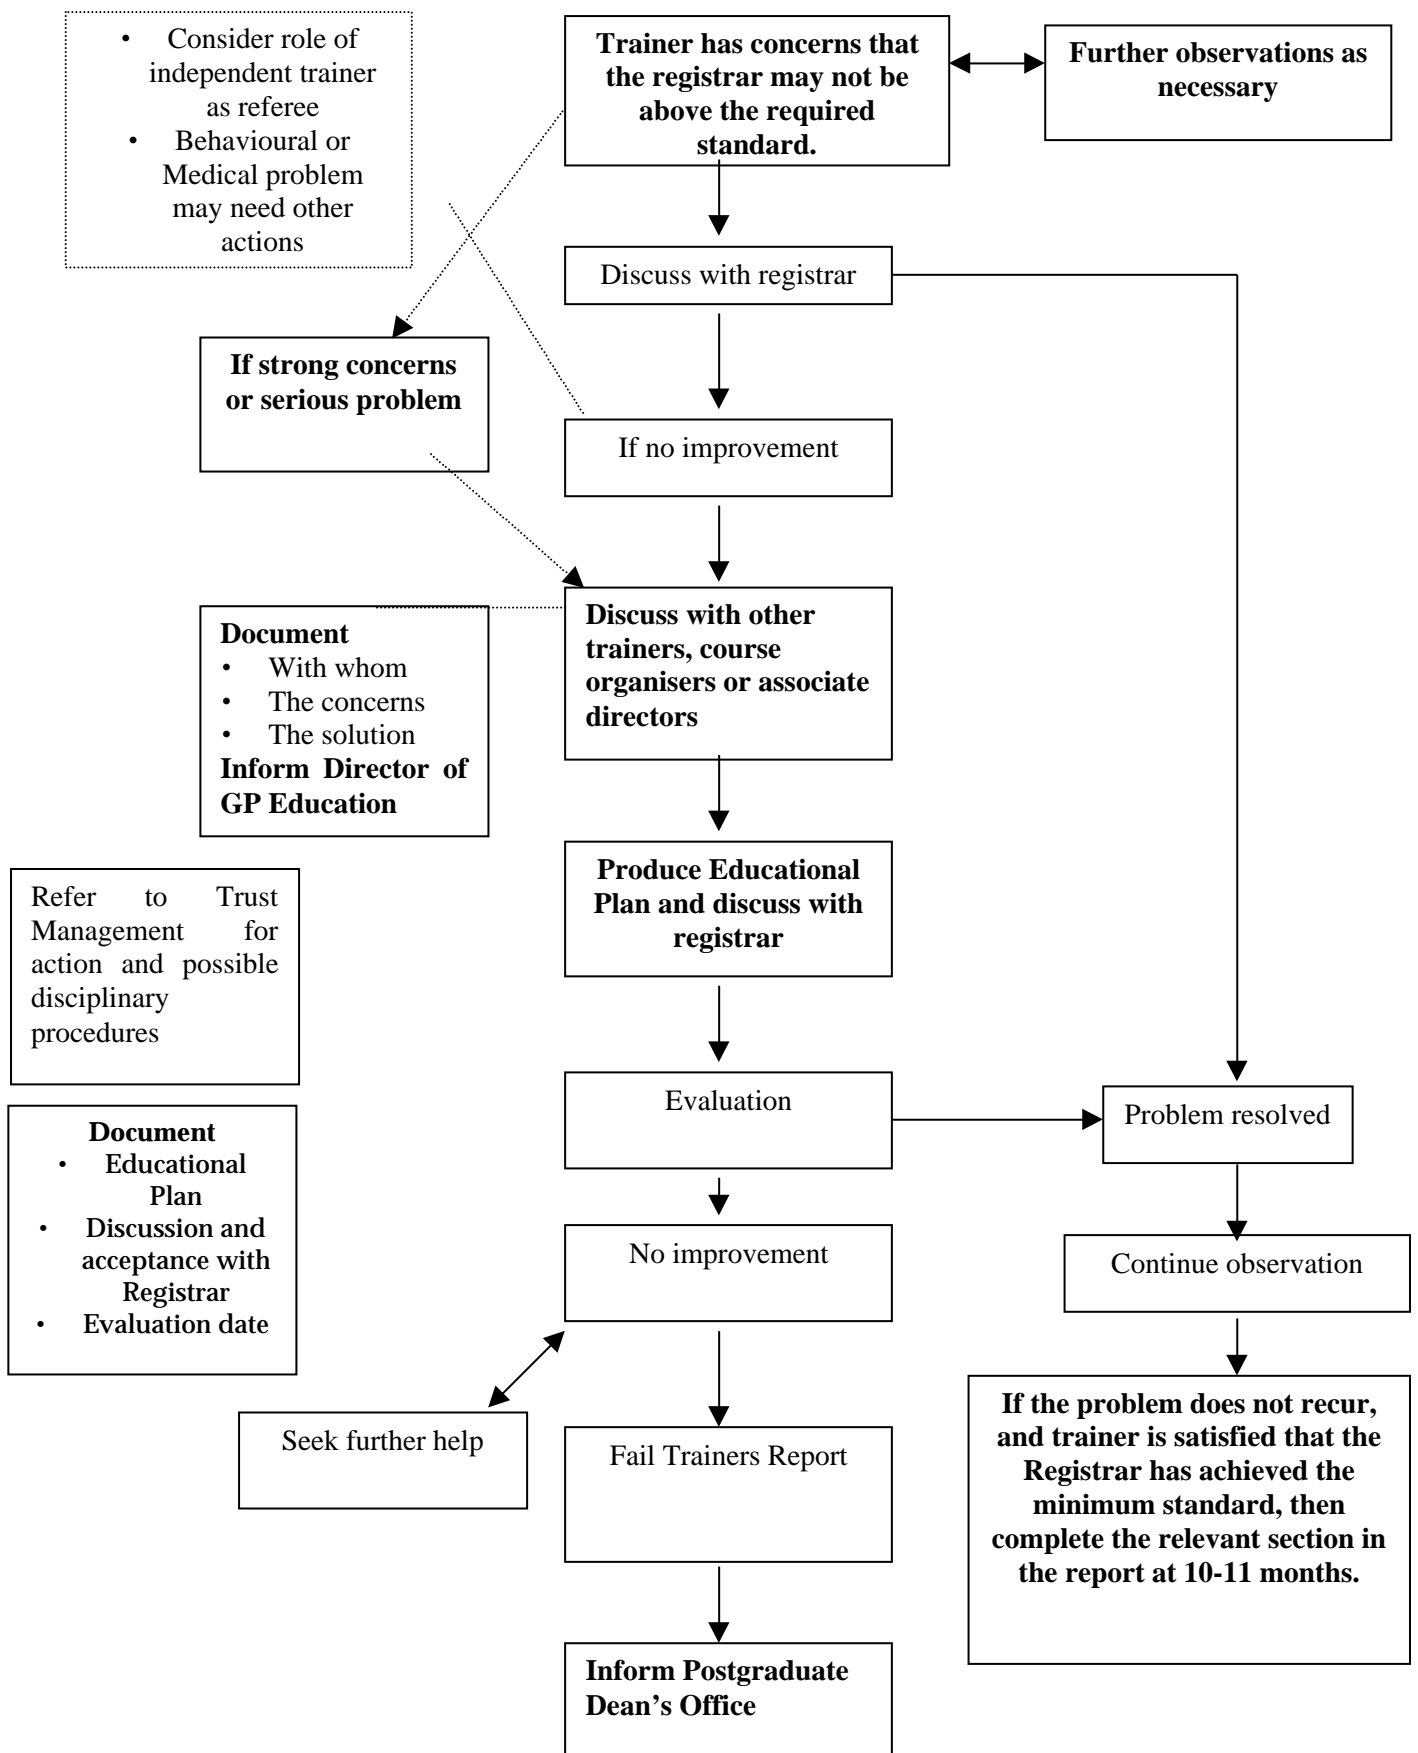 • Consider role of
independent trainer
as referee
• Behavioural or
Medical problem
may need other
actions
Trainer has concerns that
the registrar may not be
above the required
standard.
Further observations as
necessary
Discuss with registrar
If strong concerns
or serious problem
If no improvement
Document
• With whom
• The concerns
• The solution
Inform Director of
GP Education
Discuss with other
trainers, course
organisers or associate
directors
Produce Educational
Plan and discuss with
registrar
Refer to Trust
Management for
action and possible
disciplinary
procedures
Evaluation
Problem resolved
Document
• Educational
Plan
• Discussion and
acceptance with
Registrar
• Evaluation date
No improvement
Continue observation
Seek further help
Fail Trainers Report
If the problem does not recur,
and trainer is satisfied that the
Registrar has achieved the
minimum standard, then
complete the relevant section in
the report at 10-11 months.
Inform Postgraduate
Dean’s Office